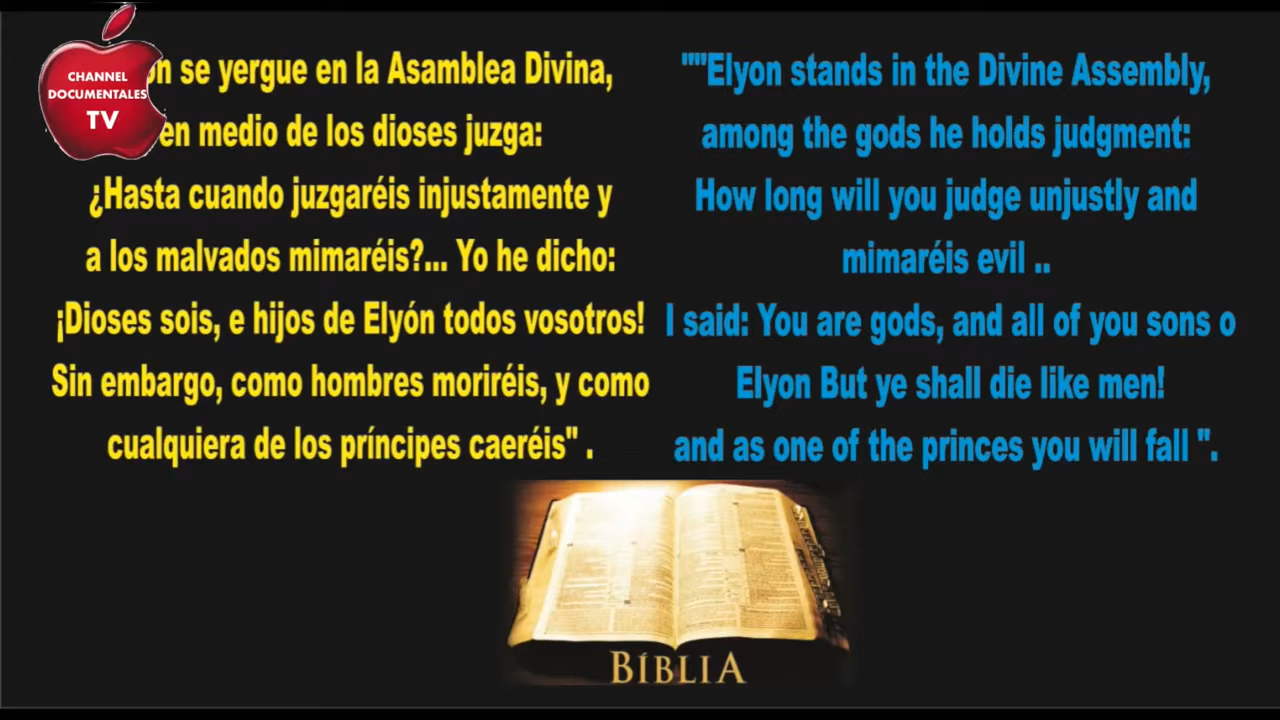 CHANNEL
DOCUMENTALES
TV
se yergue en la Asamblea Divina,
en medio de los dioses juzga:
¿Hasta cuando juzgaréis injustamente y
a los malvados mimaréis?... Yo he dicho:
¡Dioses sois, e hijos de Elyón todos vosotros!
Sin embargo, como hombres moriréis, y como
cualquiera de los príncipes caeréis" .
""Elyon stands in the Divine Assembly,
among the gods he holds judgment:
How long will you judge unjustly and
mimaréis evil ..
I said: You are gods, and all of you sons o
Elyon But ye shall die like men!
and as one of the princes you will fall ".
BÍBLIA